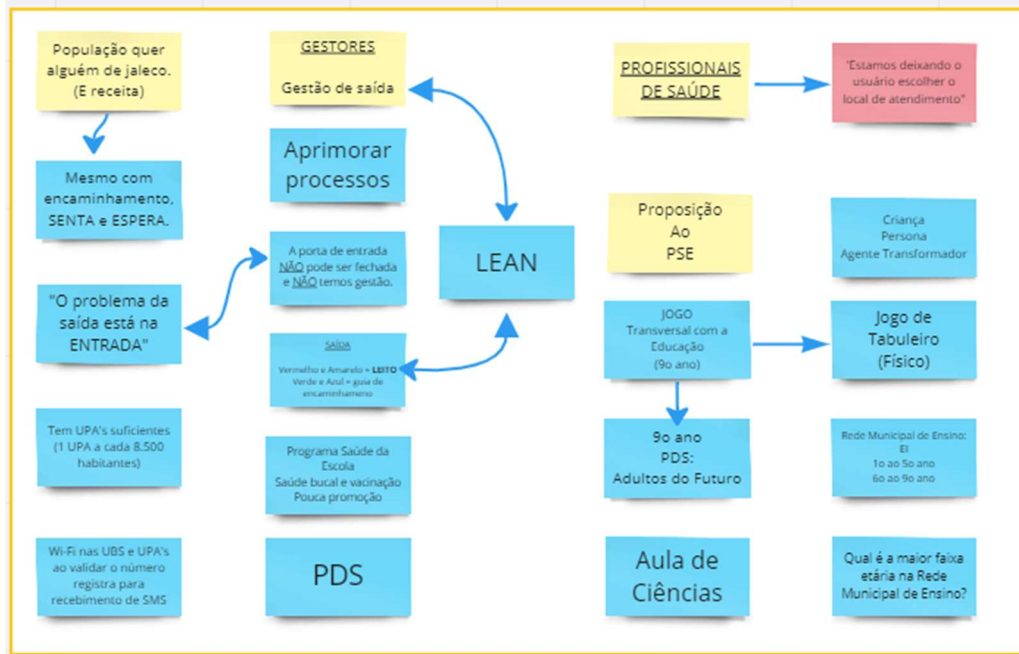 População quer
alguém de jaleco.
(E receita)
Mesmo com
encaminhamento,
SENTA e ESPERA.
"O problema da
saída está na
ENTRADA"
Tem UPA's suficientes
(1 UPA a cada 8.500
habitantes)
Wi-Fi nas UBS e UPA's
ao validar o número
registra para
recebimento de SMS
GESTORES
Gestão de saída
Aprimorar
processos
A porta de entrada
NÃO pode ser fechada
e NÃO temos gestão.
SAÍDA
Vermelho e Amarelo = LEITO
Verde e Azul = guia de
encaminhameno
Programa Saúde da
Escola
Saúde bucal e vacinação
Pouca promoção
PDS
LEAN
PROFISSIONAIS
DE SAÚDE
"Estamos deixando o
usuário escolher o
local de atendimento"
Proposição
Ao
PSE
Criança
Persona
Agente Transformador
JOGO
Transversal com a
Educação
(9o ano)
Jogo de
Tabuleiro
(Físico)
9o ano
PDS:
Adultos do Futuro
Rede Municipal de Ensino:
EI
1o ao 5o ano
6o ao 9o ano
Aula de
Ciências
Qual é a maior faixa
etária na Rede
Municipal de Ensino?